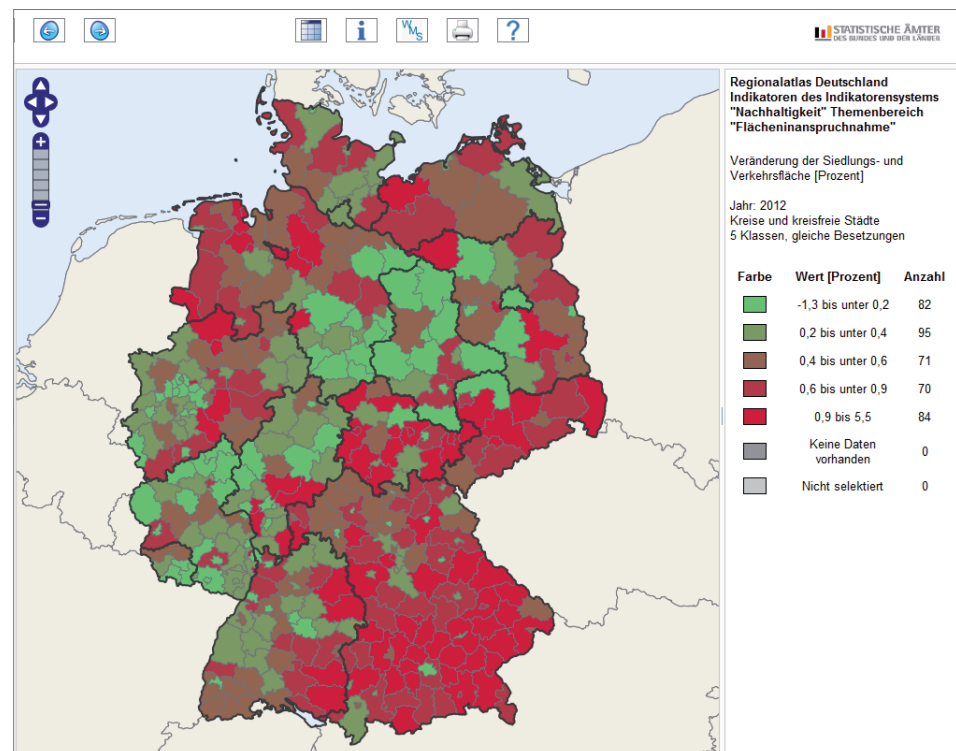 W
M
S
?
STATISTISCHE ÄMTER
DES BUNDES UND DER LÄNDER
Regionalatlas Deutschland
Indikatoren des Indikatorensystems
"Nachhaltigkeit" Themenbereich
"Flächeninanspruchnahme"
Veränderung der Siedlungs- und
Verkehrsfläche [Prozent]
Jahr: 2012
Kreise und kreisfreie Städte
5 Klassen, gleiche Besetzungen
Farbe Wert [Prozent] Anzahl
-1,3 bis unter 0,2 82
0,2 bis unter 0,4 95
0,4 bis unter 0,6 71
0,6 bis unter 0,9 70
0,9 bis 5,5 84
Keine Daten
vorhanden 0
Nicht selektiert 0